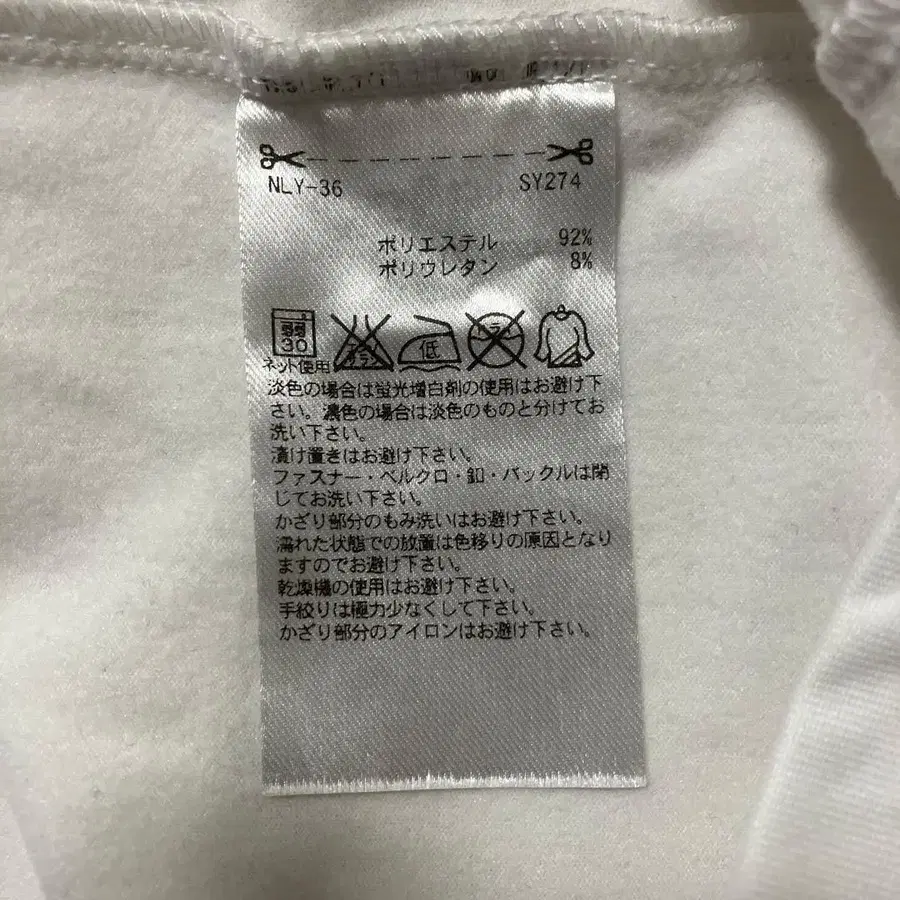 NLY-36 SY274
ポリエステル 92%
ポリウレタン 8%
弱
30
エンソ
サラシ
低
ドライ
ネット使用
淡色の場合は蛍光増白剤の使用はお避け下
さい。濃色の場合は淡色のものと分けてお
洗い下さい。
漬け置きはお避け下さい。
ファスナー・ベルクロ・釦・バックルは閉
じてお洗い下さい。
かざり部分のもみ洗いはお避け下さい。
濡れた状態での放置は色移りの原因となり
ますのでお避け下さい。
乾燥機の使用はお避け下さい。
手絞りは極力少なくして下さい。
かざり部分のアイロンはお避け下さい。